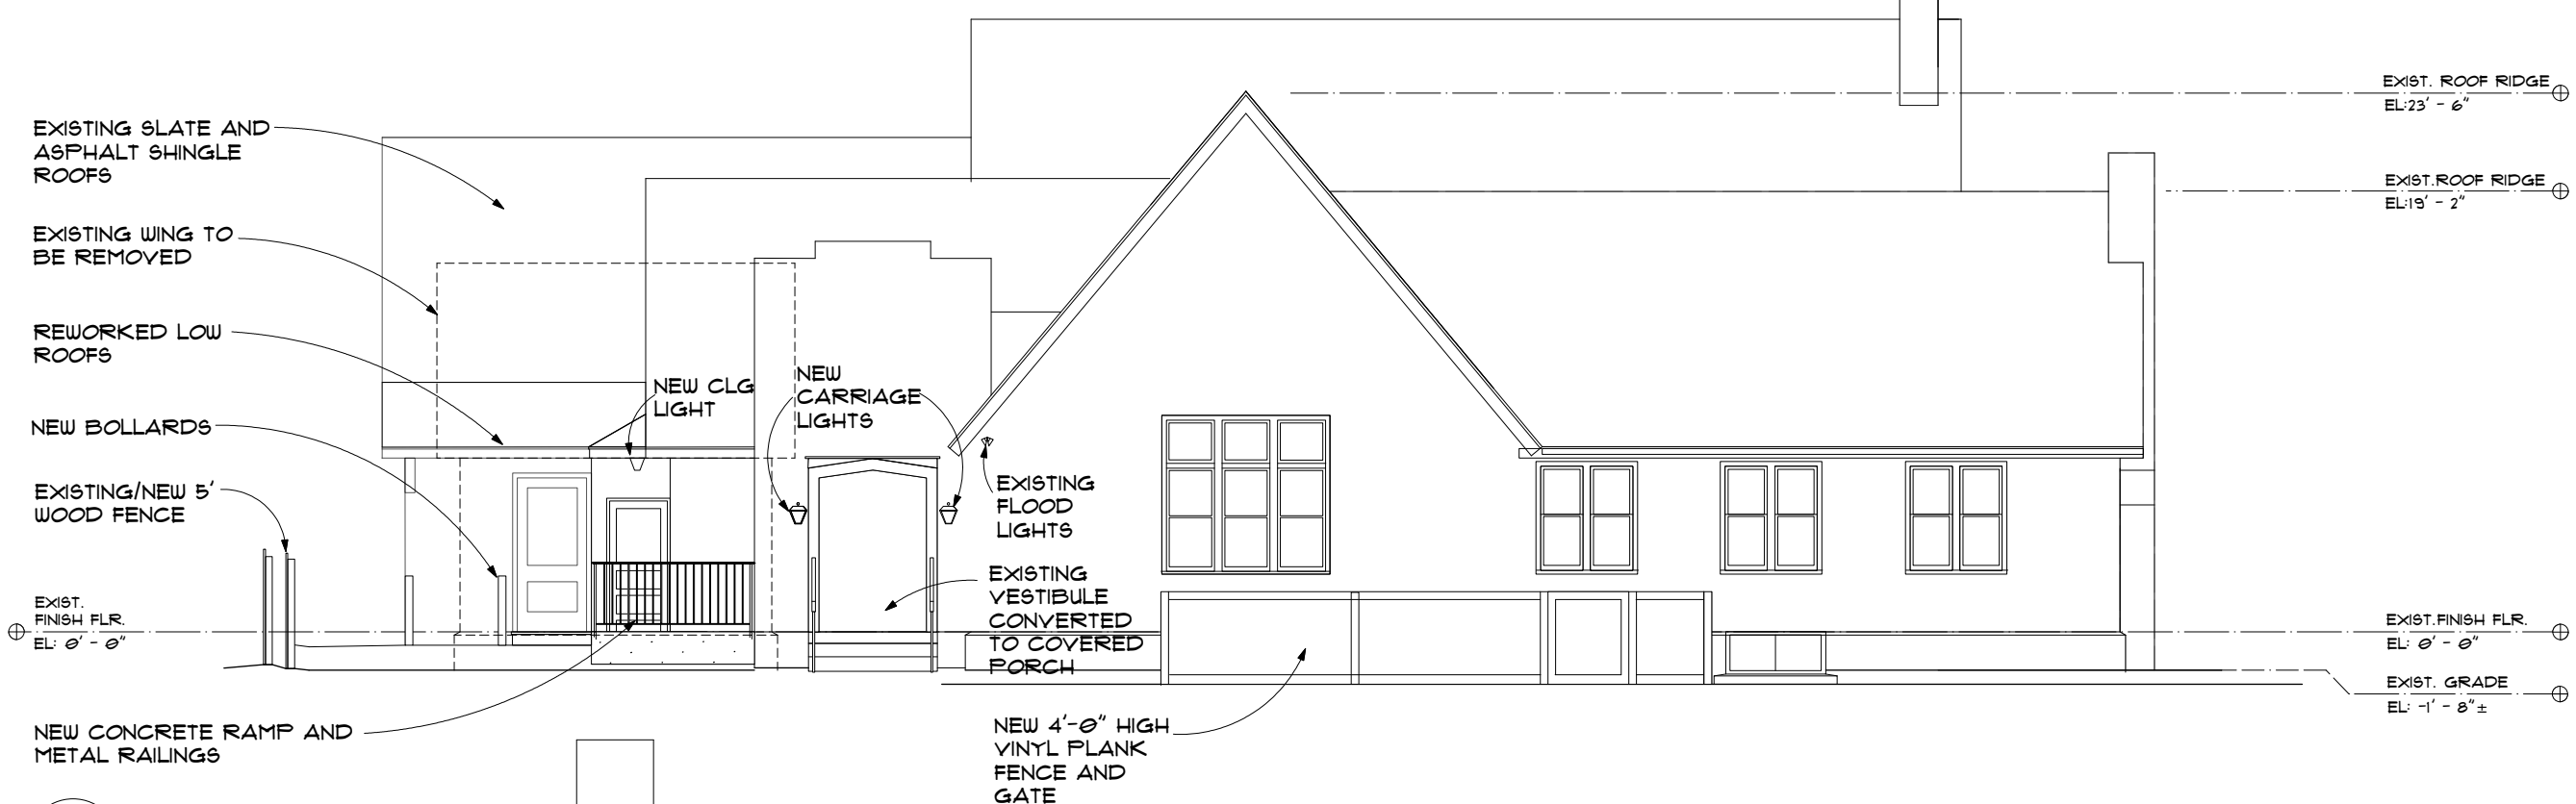 EXISTING SLATE AND
ASPHALT SHINGLE
ROOFS
EXISTING WING TO
BE REMOVED
REWORKED LOW
ROOFS
NEW BOLLARDS
EXISTING/NEW 5'
WOOD FENCE
EXIST.
FINISH FLR.
EL: 0' - 0"
NEW CONCRETE RAMP AND
METAL RAILINGS
NEW CLG
LIGHT
NEW
CARRIAGE
LIGHTS
EXISTING
FLOOD
LIGHTS
EXISTING
VESTIBULE
CONVERTED
TO COVERED
PORCH
NEW 4'-0" HIGH
VINYL PLANK
FENCE AND
GATE
EXIST. ROOF RIDGE
EL:23' - 6"
EXIST.ROOF RIDGE
EL:19' - 2"
EXIST.FINISH FLR.
EL: 0' - 0"
EXIST. GRADE
EL: -1' - 8"±